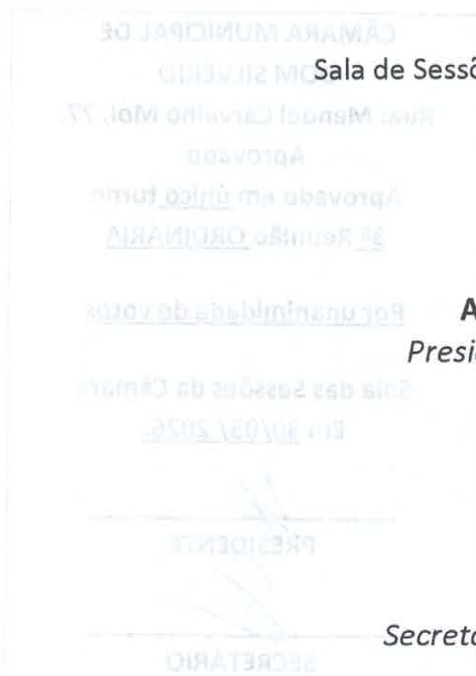 CÂMARA MUNICIPAL DE
DOM SILVÉRIO
Sala de Sessõ
Rua: Manuel Carvalho Mol, 77.
Aprovado
Aprovado em único turno
3ª Reunião ORDINÁRIA
Por unanimidade de votos
A
Presi
Sala das Sessões da Câmara
Em 30/03/2026.
PRESIDENTE
Secreta
SECRETÁRIO